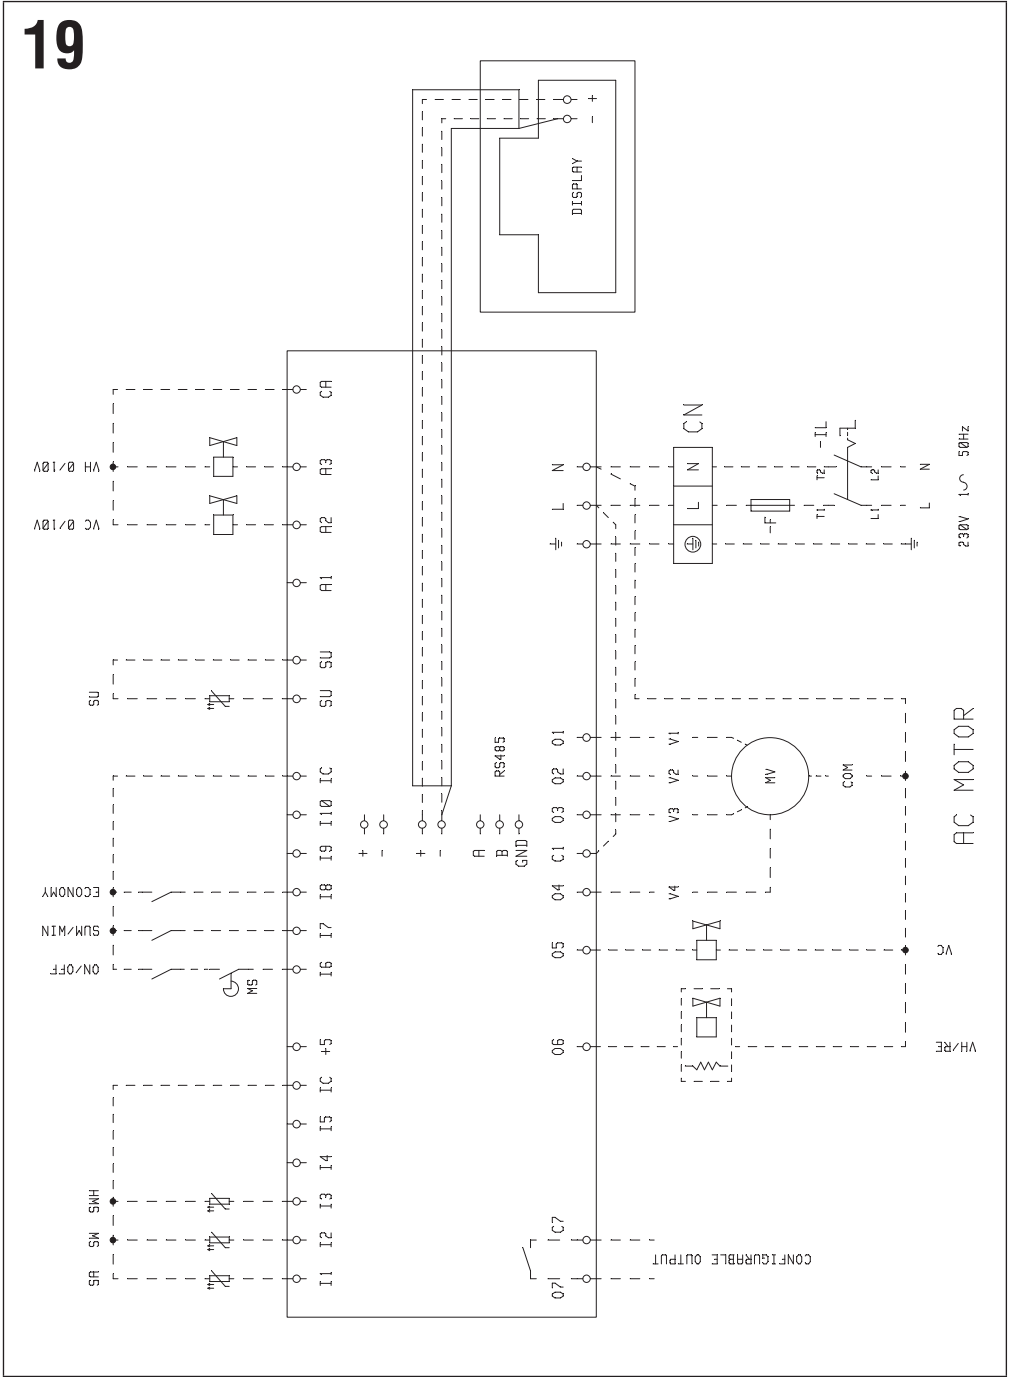 19
+
-
DISPLAY
CA
VH 0/10V
A3
VC 0/10V
A2
A1
SU
SU
SU
IC
I10
I9
ECONOMY
I8
SUM/WIN
I7
ON/OFF
MS
I6
+5
IC
I5
I4
SWH
I3
SW
I2
SA
I1
+
-
+
-
A
B
GND
RS485
N
L
CN
N
L
-F
-IL
T2
L2
T1
L1
N
L
230V 1~ 50Hz
O1
V1
O2
V2
O3
V3
C1
O4
V4
MV
COM
AC MOTOR
O5
VC
O6
VH/RE
C7
O7
CONFIGURABLE OUTPUT